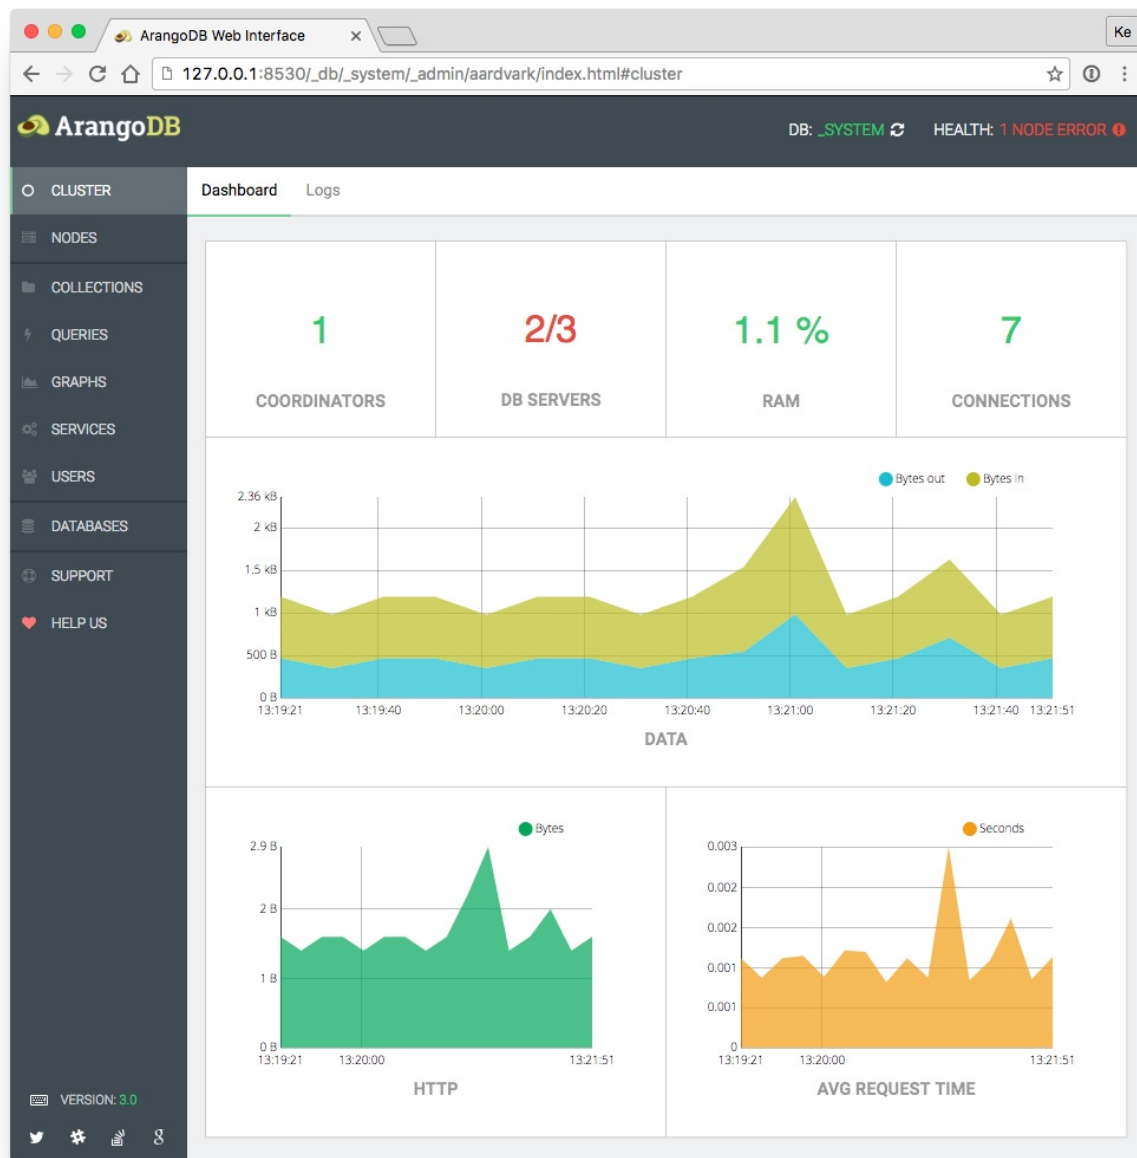 ArangoDB Web Interface
Ke
127.0.0.1:8530/_db/_system/_admin/aardvark/index.html#cluster
ArangoDB
DB: _SYSTEM HEALTH: 1 NODE ERROR
CLUSTER
NODES
COLLECTIONS
QUERIES
GRAPHS
SERVICES
USERS
DATABASES
SUPPORT
HELP US
VERSION: 3.0
Dashboard Logs
1 2/3 1.1 % 7
COORDINATORS DB SERVERS RAM CONNECTIONS
Bytes out Bytes in
2.36 kB
2 kB
1.5 kB
1 kB
500 B
0 B
13:19:21 13:19:40 13:20:00 13:20:20 13:20:40 13:21:00 13:21:20 13:21:40 13:21:51
DATA
Bytes
2.9 B
2 B
1 B
0 B
13:19:21 13:20:00 13:21:51
HTTP
Seconds
0.003
0.002
0.002
0.001
0.001
0
13:19:21 13:20:00 13:21:51
AVG REQUEST TIME